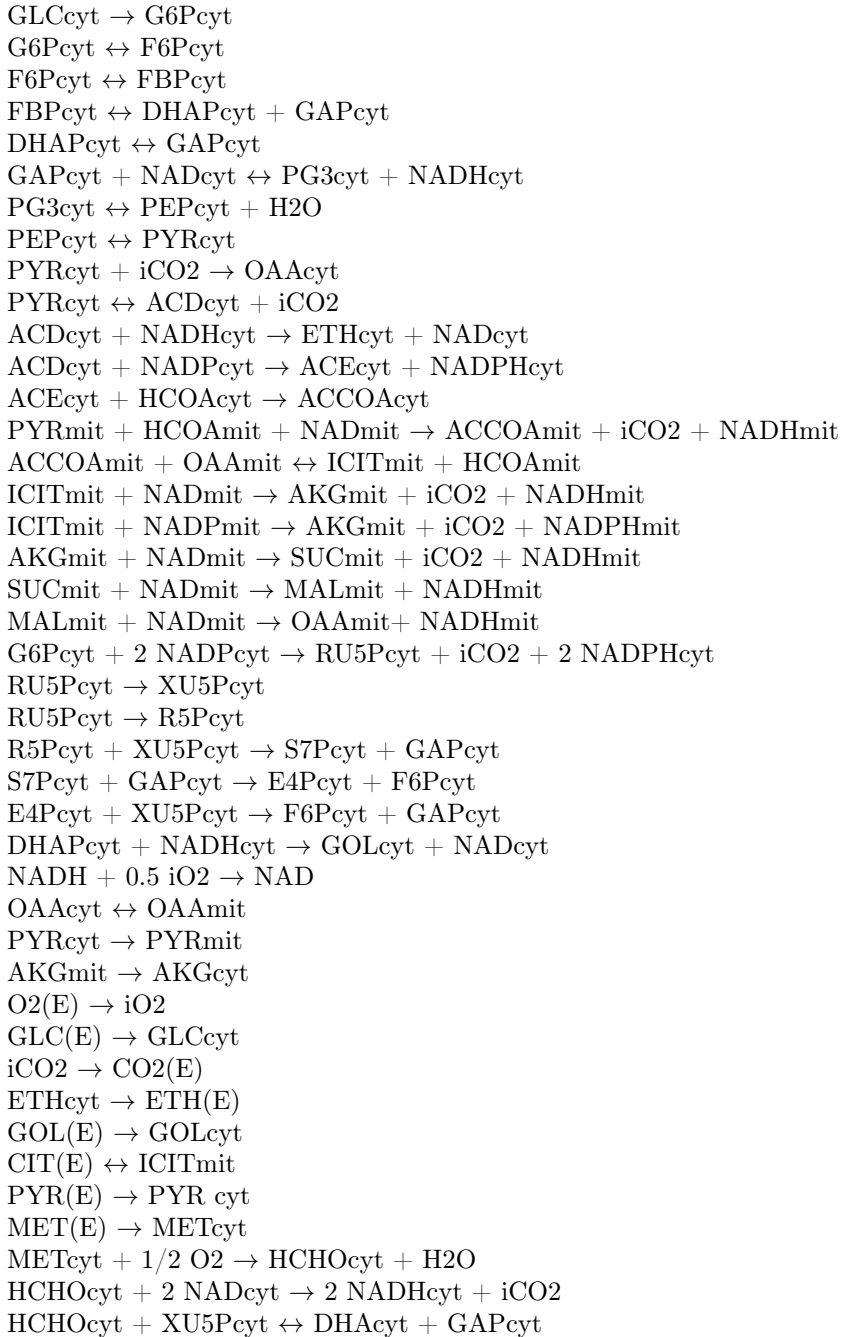 GLCcyt → G6Pcyt
G6Pcyt ↔ F6Pcyt
F6Pcyt ↔ FBPcyt
FBPcyt ↔ DHAPcyt + GAPcyt
DHAPcyt ↔ GAPcyt
GAPcyt + NADcyt ↔ PG3cyt + NADHcyt
PG3cyt ↔ PEPcyt + H2O
PEPcyt ↔ PYRcyt
PYRcyt + iCO2 → OAAcyt
PYRcyt ↔ ACDcyt + iCO2
ACDcyt + NADHcyt → ETHcyt + NADcyt
ACDcyt + NADPcyt → ACEcyt + NADPHcyt
ACEcyt + HCOAcyt → ACCOAcyt
PYRmit + HCOAmit + NADmit → ACCOAmit + iCO2 + NADHmit
ACCOAmit + OAAmit ↔ ICITmit + HCOAmit
ICITmit + NADmit → AKGmit + iCO2 + NADHmit
ICITmit + NADPmit → AKGmit + iCO2 + NADPHmit
AKGmit + NADmit → SUCmit + iCO2 + NADHmit
SUCmit + NADmit → MALmit + NADHmit
MALmit + NADmit → OAAmit+ NADHmit
G6Pcyt + 2 NADPcyt → RU5Pcyt + iCO2 + 2 NADPHcyt
RU5Pcyt → XU5Pcyt
RU5Pcyt → R5Pcyt
R5Pcyt + XU5Pcyt → S7Pcyt + GAPcyt
S7Pcyt + GAPcyt → E4Pcyt + F6Pcyt
E4Pcyt + XU5Pcyt → F6Pcyt + GAPcyt
DHAPcyt + NADHcyt → GOLcyt + NADcyt
NADH + 0.5 iO2 → NAD
OAAcyt ↔ OAAmit
PYRcyt → PYRmit
AKGmit → AKGcyt
O2(E) → iO2
GLC(E) → GLCcyt
iCO2 → CO2(E)
ETHcyt → ETH(E)
GOL(E) → GOLcyt
CIT(E) ↔ ICITmit
PYR(E) → PYR cyt
MET(E) → METcyt
METcyt + 1/2 O2 → HCHOcyt + H2O
HCHOcyt + 2 NADcyt → 2 NADHcyt + iCO2
HCHOcyt + XU5Pcyt ↔ DHAcyt + GAPcyt